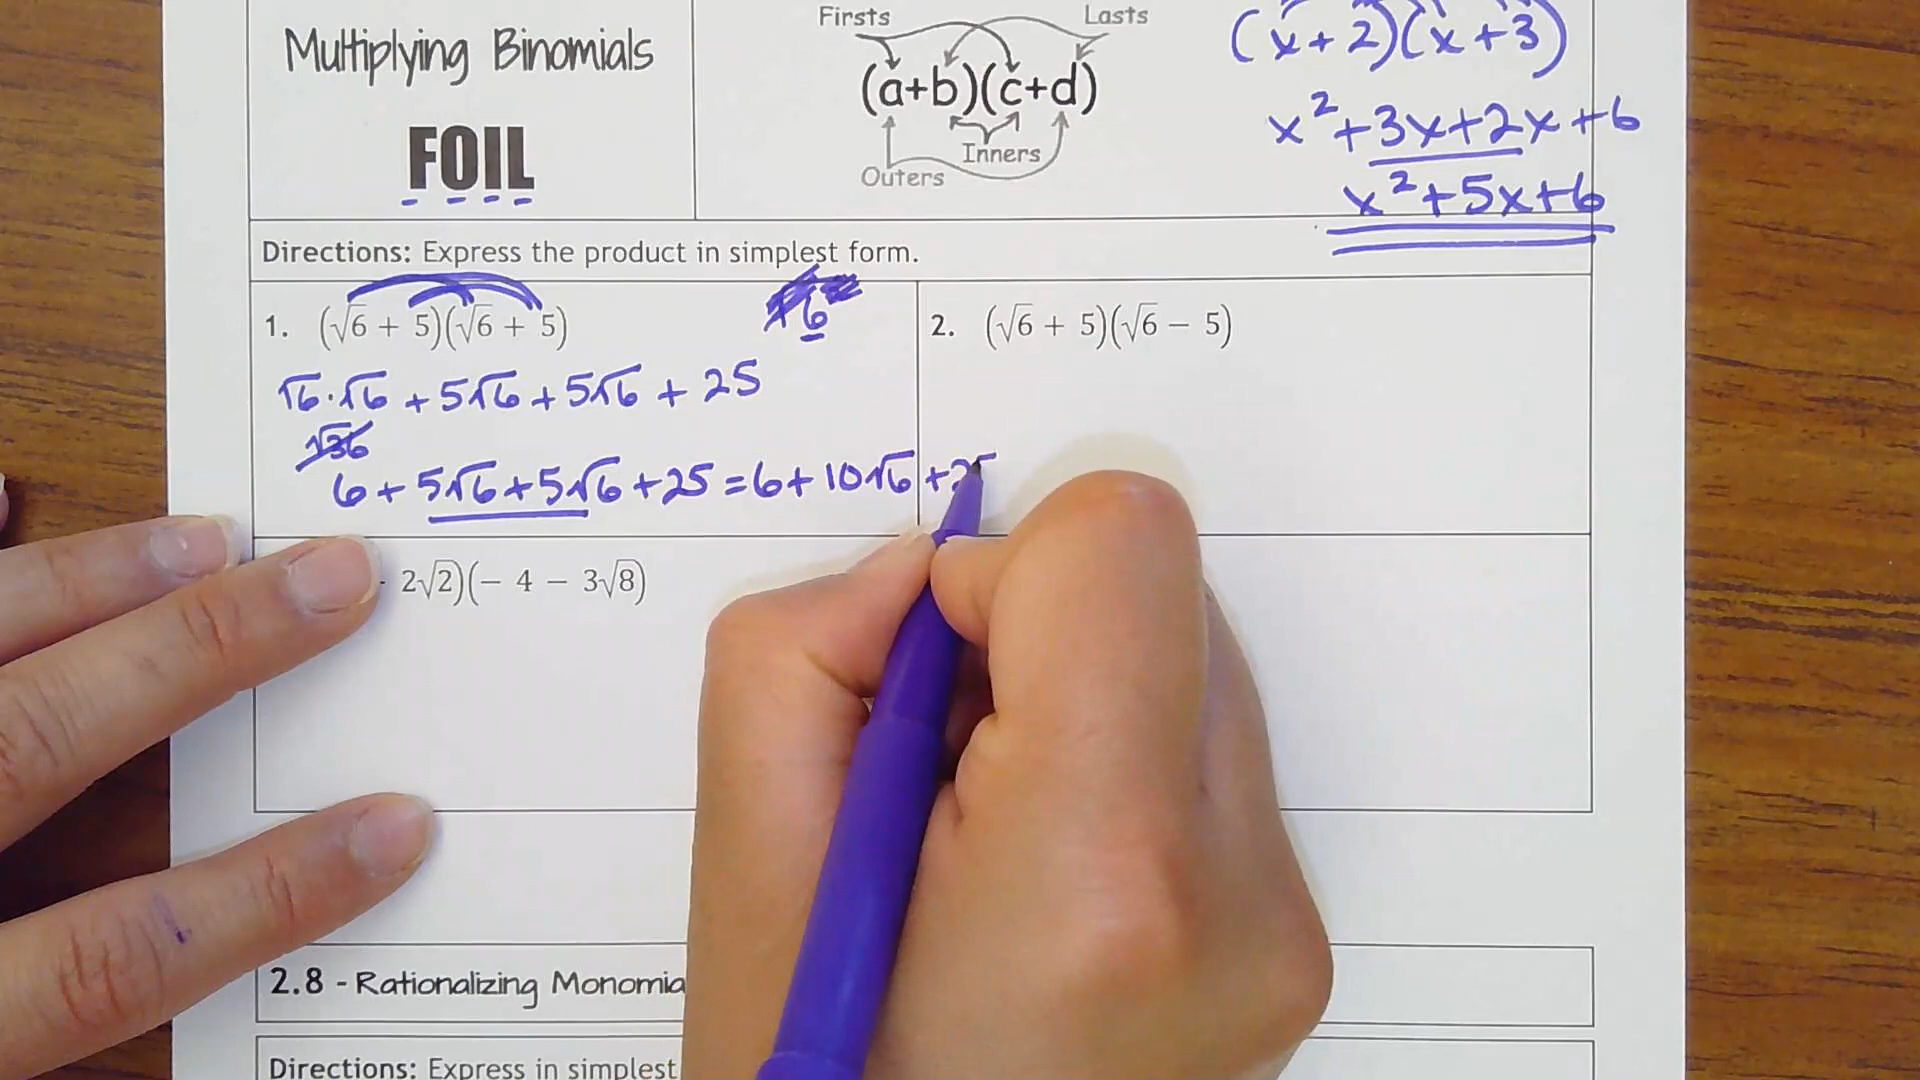 Multiplying Binomials
FOIL
Firsts Lasts
(a+b)(c+d)
Inners
Outers
(x+2)(x+3)
x²+3x+2x+6
x²+5x+6
Directions: Express the product in simplest form.
1. (√6 + 5)(√6 + 5)
6
√6·√6 + 5√6 + 5√6 + 25
√36
6 + 5√6 + 5√6 + 25 = 6 + 10√6 + 25
2. (√6 + 5)(√6 − 5)
2√2)(− 4 − 3√8)
2.8 - Rationalizing
Directions: Express in simplest